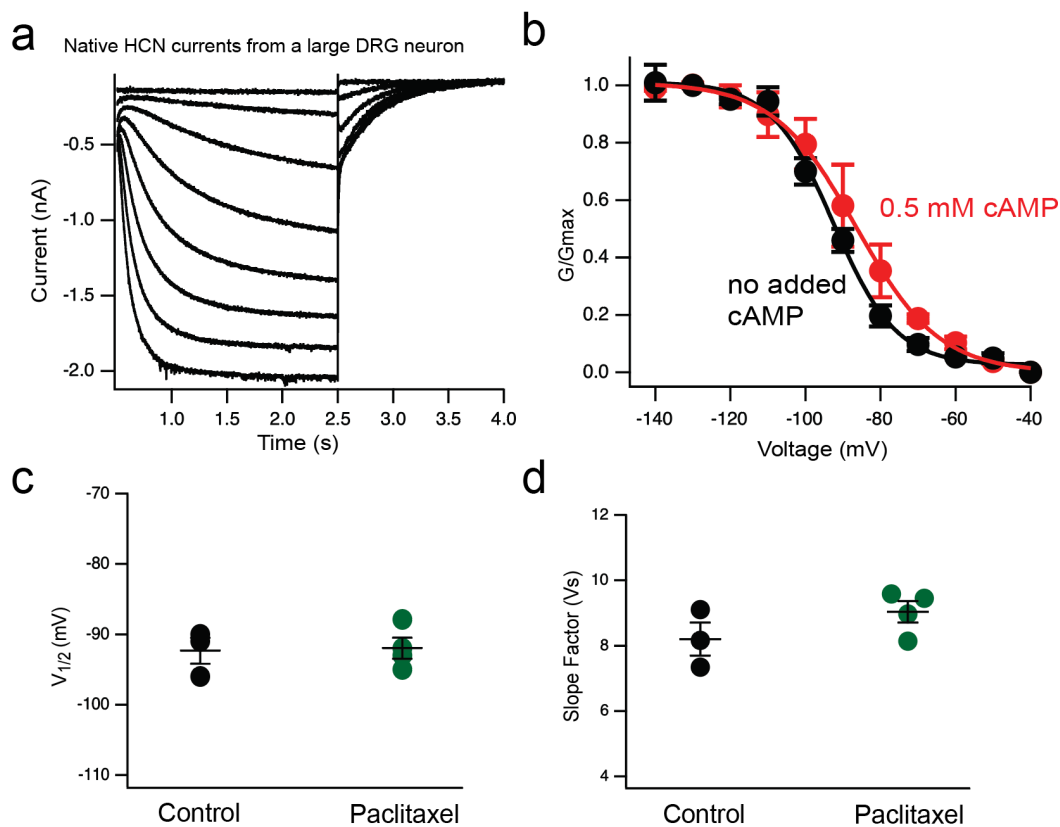 a
Native HCN currents from a large DRG neuron
Current (nA)
-0.5
-1.0
-1.5
-2.0
1.0 1.5 2.0 2.5 3.0 3.5 4.0
Time (s)
b
G/Gmax
1.0
0.8
0.6
0.4
0.2
0.0
0.5 mM cAMP
no added
cAMP
-140 -120 -100 -80 -60 -40
Voltage (mV)
c
V1/2 (mV)
-70
-80
-90
-100
-110
Control Paclitaxel
d
Slope Factor (Vs)
12
10
8
6
4
Control Paclitaxel